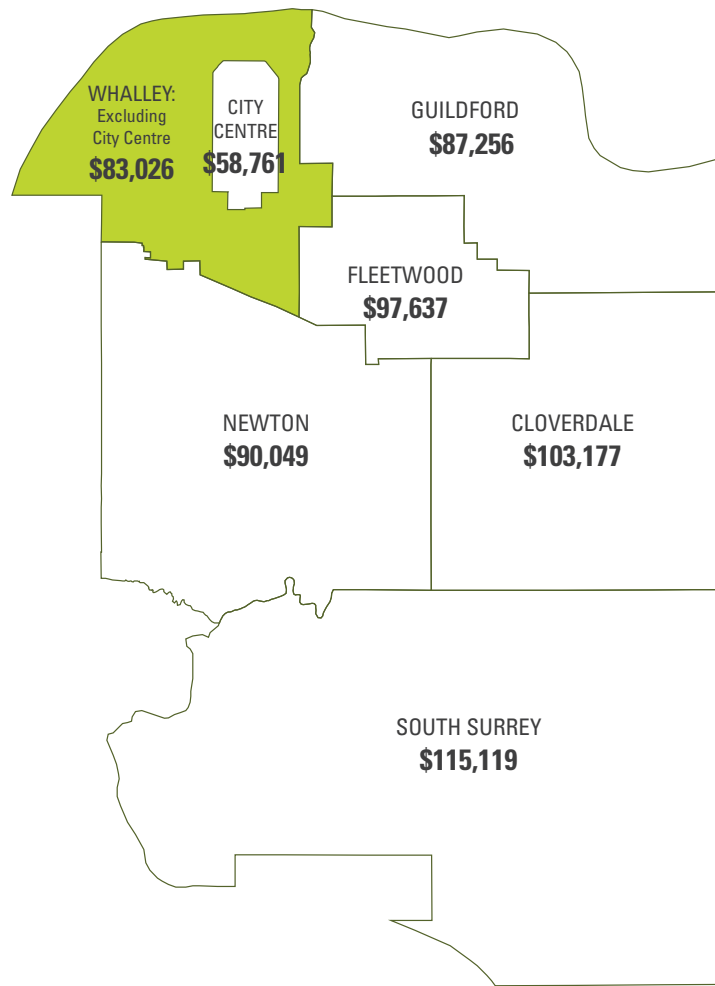 WHALLEY:
Excluding
City Centre
$83,026
CITY
CENTRE
$58,761
GUILDFORD
$87,256
FLEETWOOD
$97,637
NEWTON
$90,049
CLOVERDALE
$103,177
SOUTH SURREY
$115,119